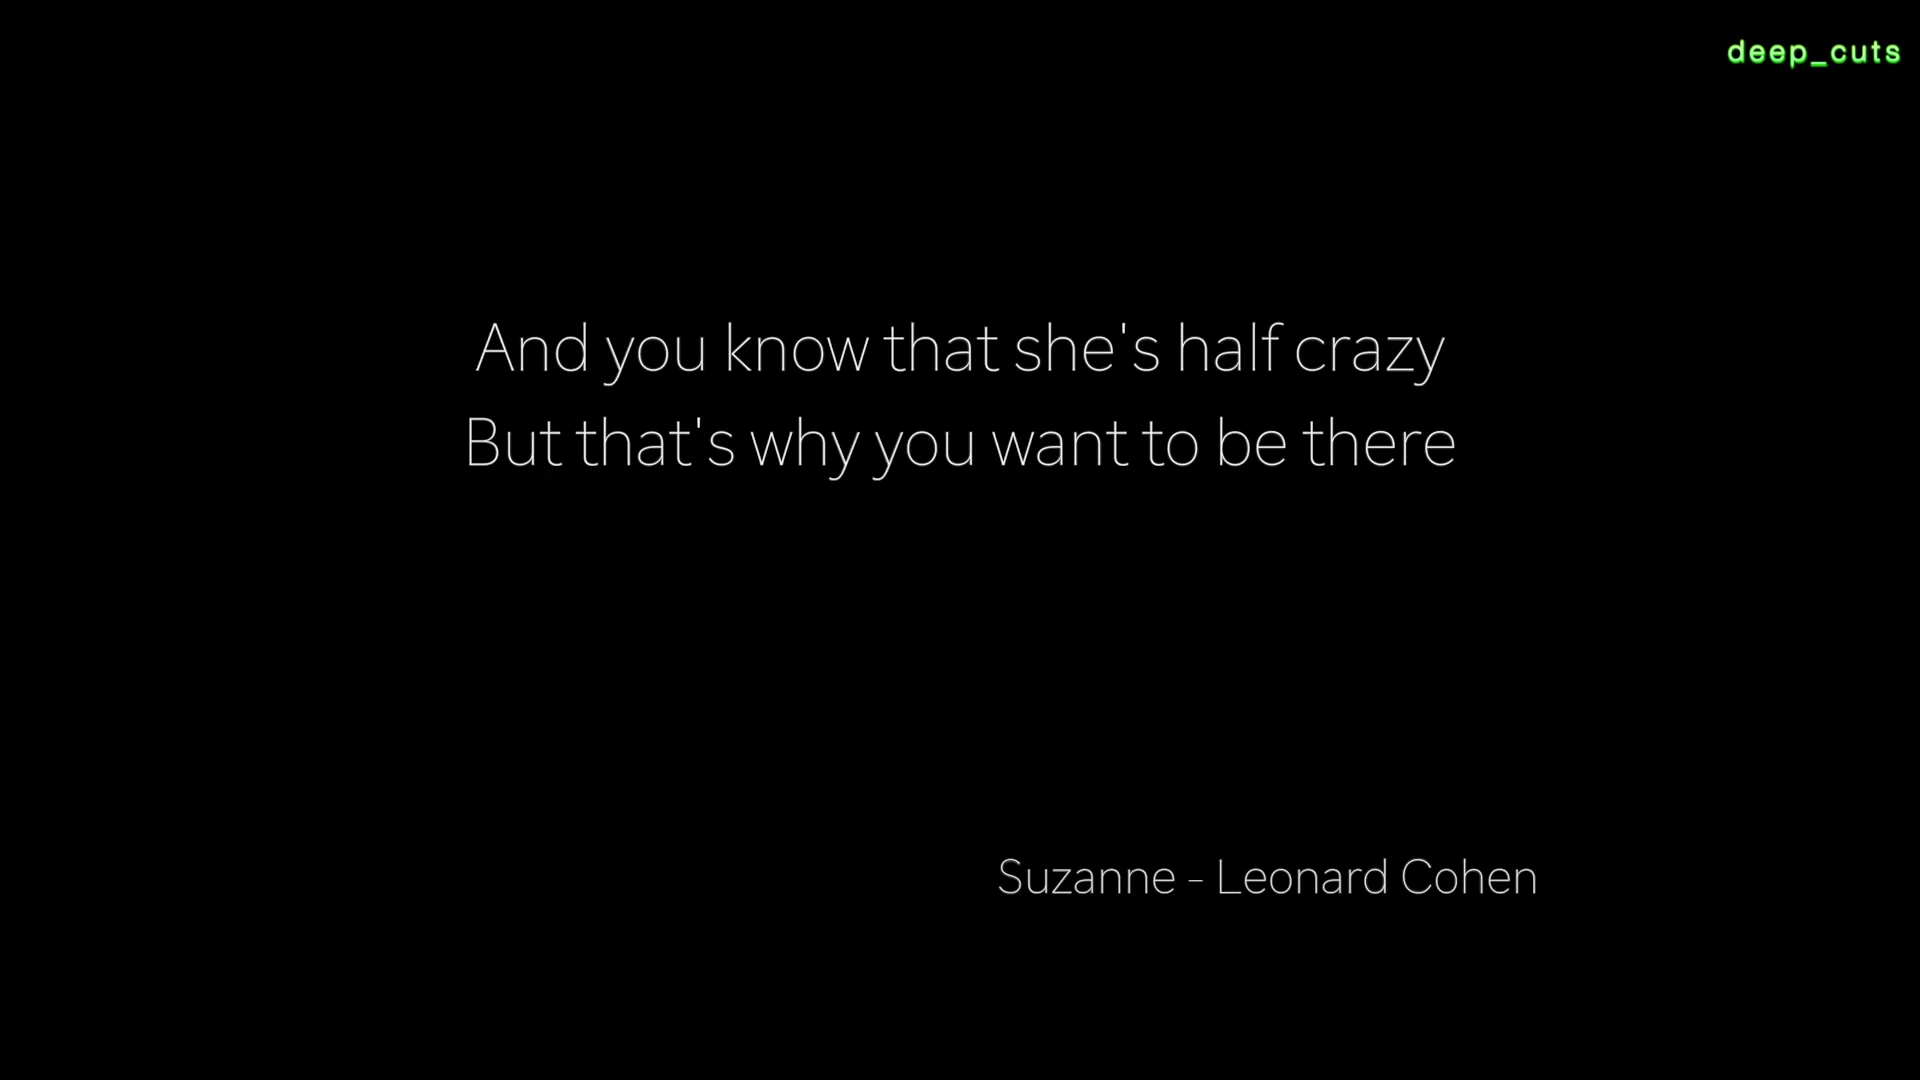 deep_cuts
And you know that she's half crazy
But that's why you want to be there
Suzanne - Leonard Cohen